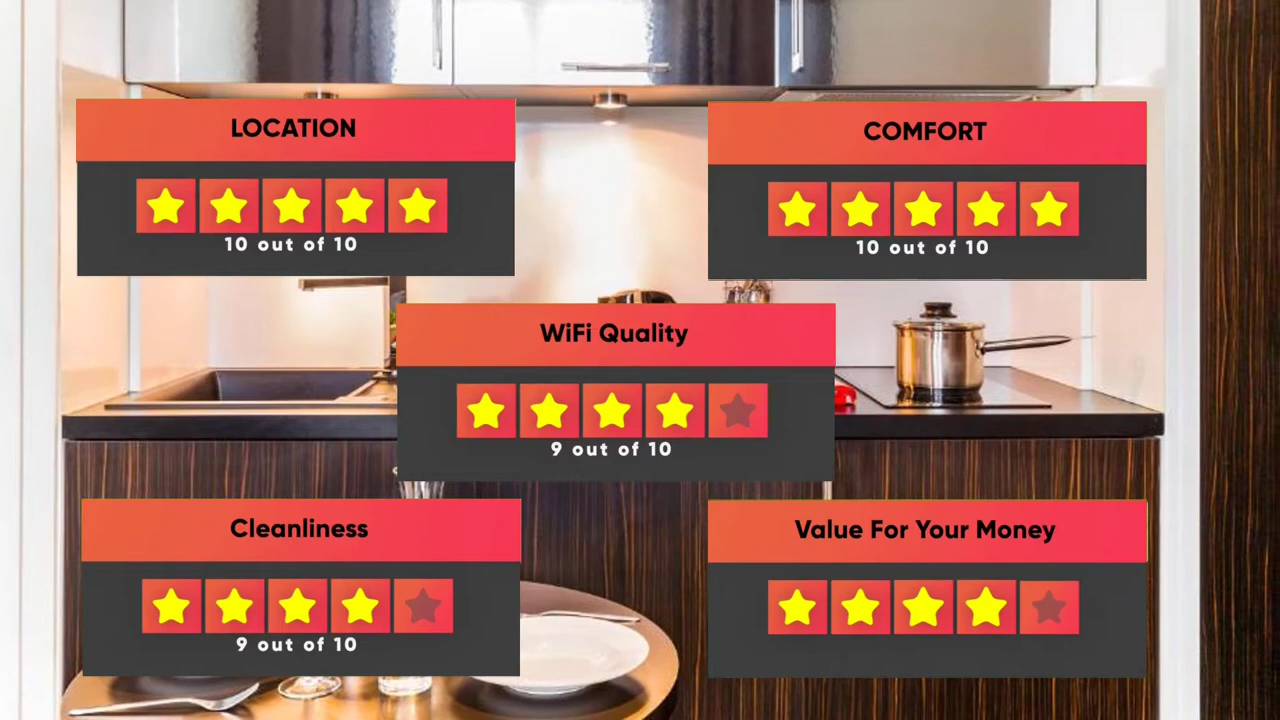 LOCATION
10 out of 10
COMFORT
10 out of 10
WiFi Quality
9 out of 10
Cleanliness
9 out of 10
Value For Your Money